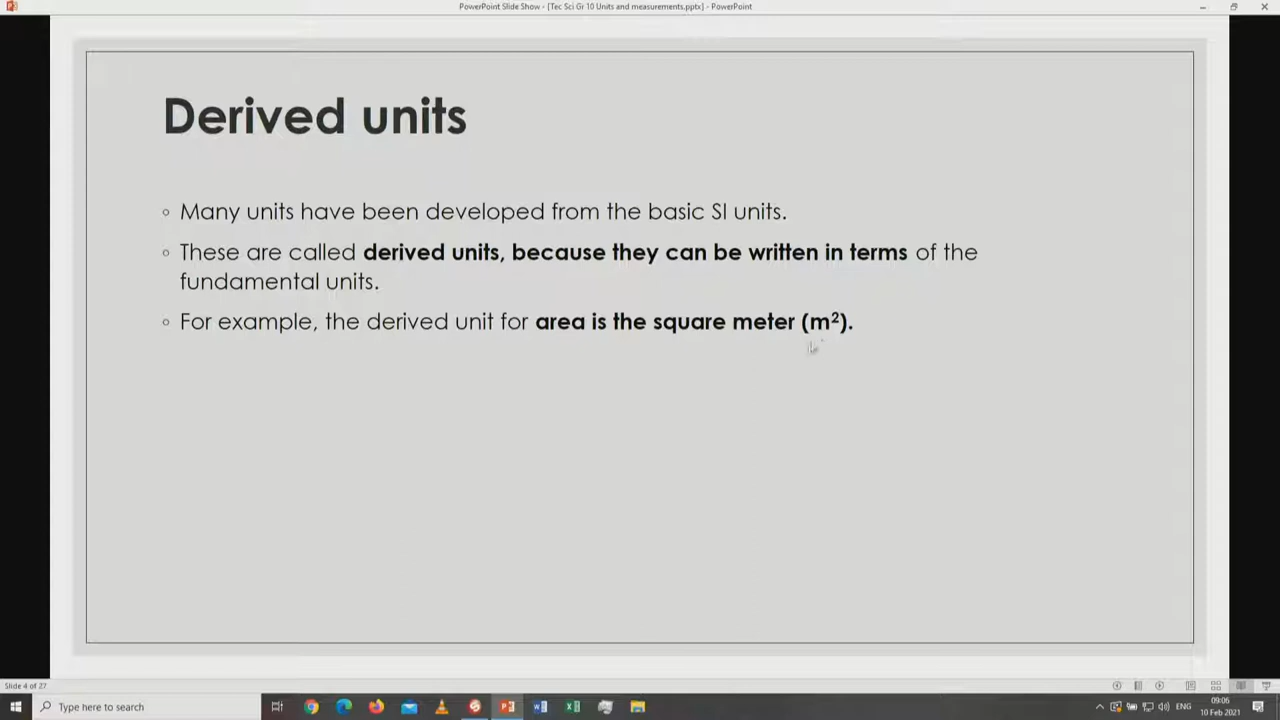 PowerPoint Slide Show - [Tec Sci Gr 10 Units and measurements.pptx] - PowerPoint
Derived units
◦ Many units have been developed from the basic SI units.
◦ These are called derived units, because they can be written in terms of the
fundamental units.
◦ For example, the derived unit for area is the square meter (m²).
Slide 4 of 27
Type here to search
ENG
09:06
10 Feb 2021